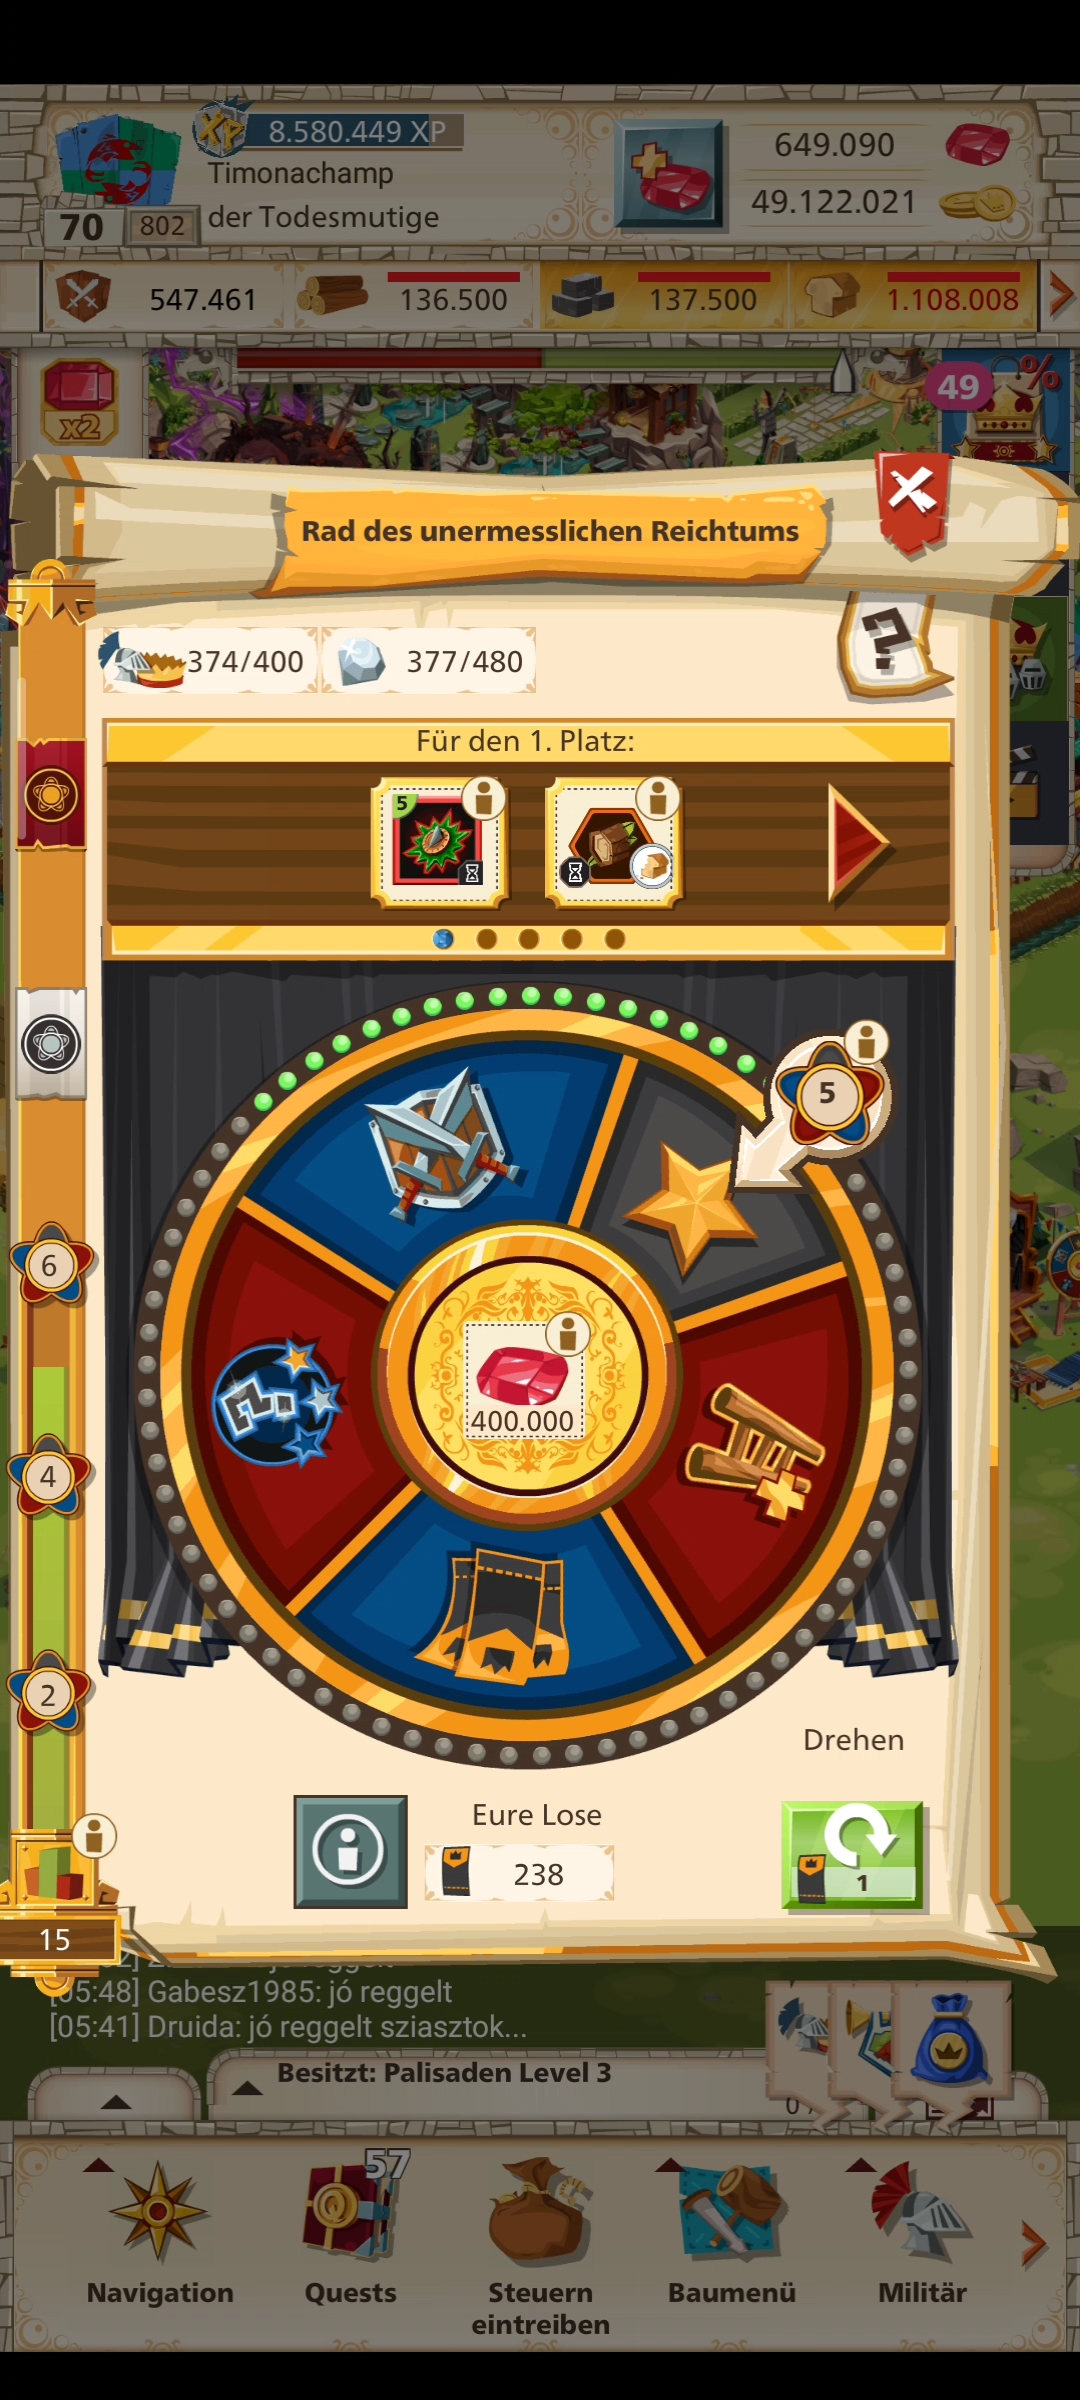 XP 8.580.449 XP
649.090
Timonachamp
49.122.021
70 802 der Todesmutige
547.461 136.500 137.500 1.108.008
x2
49 %
Rad des unermesslichen Reichtums
?
374/400 377/480
Für den 1. Platz:
5
5
6
400.000
4
2
Drehen
Eure Lose
238
1
15
[05:48] Gabesz1985: jó reggelt
[05:41] Druida: jó reggelt sziasztok...
Besitzt: Palisaden Level 3
57
Q
Navigation Quests Steuern eintreiben Baumenü Militär